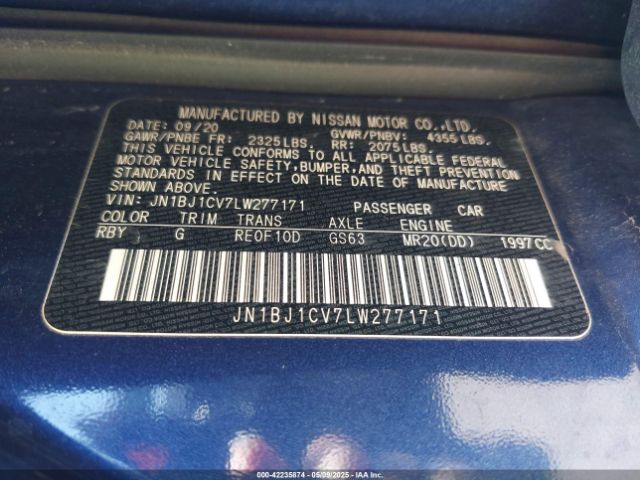 MANUFACTURED BY NISSAN MOTOR CO.,LTD.
DATE: 09/20 GVWR/PNBV: 4355 LBS.
GAWR/PNBE FR: 2325LBS. RR: 2075LBS.
THIS VEHICLE CONFORMS TO ALL APPLICABLE FEDERAL
MOTOR VEHICLE SAFETY, BUMPER, AND THEFT PREVENTION
STANDARDS IN EFFECT ON THE DATE OF MANUFACTURE
SHOWN ABOVE.
VIN: JN1BJ1CV7LW277171 PASSENGER CAR
COLOR TRIM TRANS AXLE ENGINE
RBY G RE0F10D GS63 MR20(DD) 1997CC
JN1BJ1CV7LW277171
000-42235874 05/09/2025 IAA Inc.